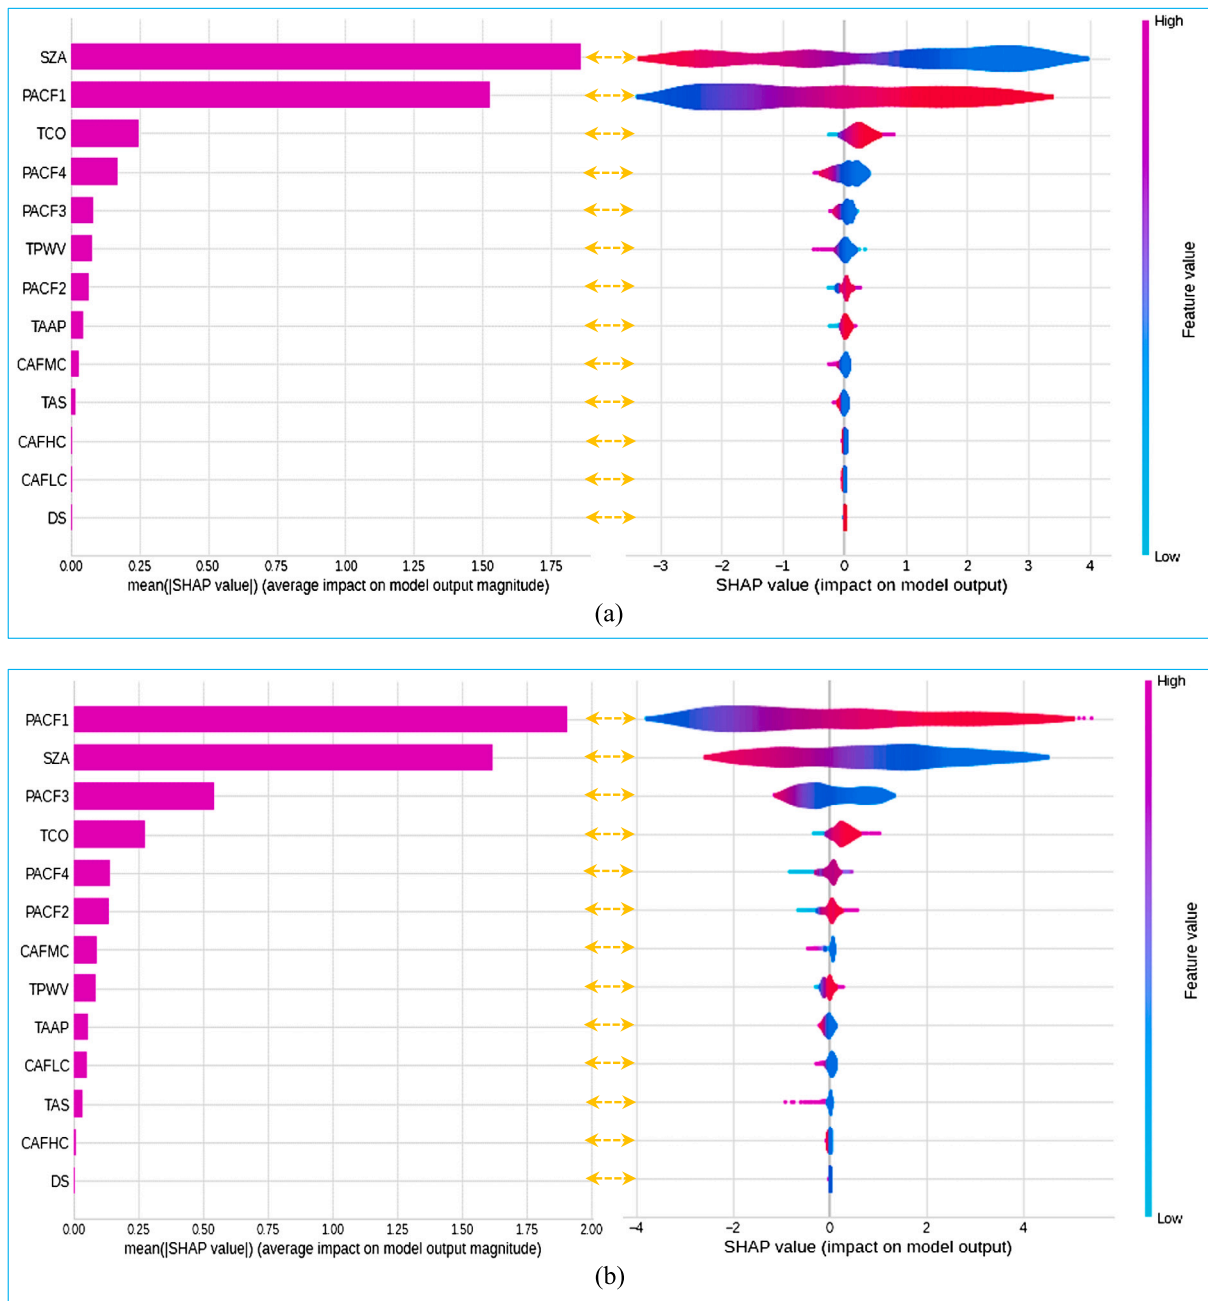 High
SZA
PACF1
TCO
PACF4
PACF3
TPWV
PACF2
TAAP
CAFMC
TAS
CAFHC
CAFLC
DS
Feature value
Low
0.00 0.25 0.50 0.75 1.00 1.25 1.50 1.75
−3 −2 −1 0 1 2 3 4
mean(|SHAP value|) (average impact on model output magnitude)
SHAP value (impact on model output)
(a)
High
PACF1
SZA
PACF3
TCO
PACF4
PACF2
CAFMC
TPWV
TAAP
CAFLC
TAS
CAFHC
DS
Feature value
Low
0.00 0.25 0.50 0.75 1.00 1.25 1.50 1.75 2.00
−4 −2 0 2 4
mean(|SHAP value|) (average impact on model output magnitude)
SHAP value (impact on model output)
(b)